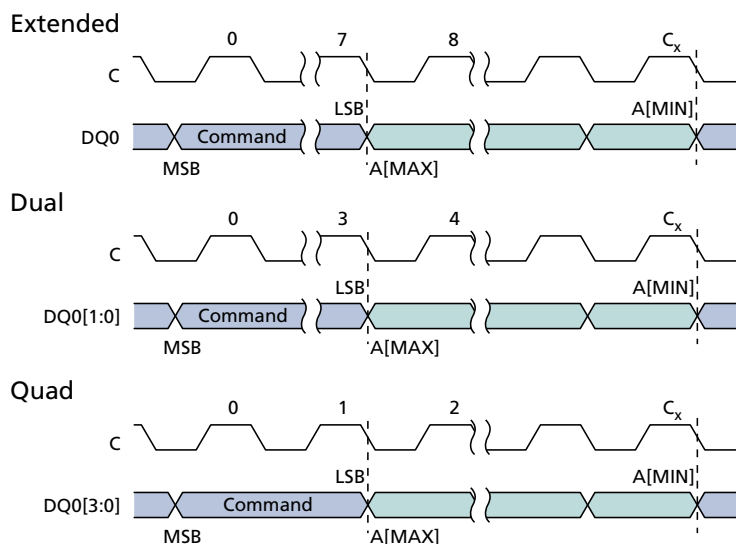 Extended
0 7 8 Cx
C
LSB A[MIN]
DQ0 Command
MSB A[MAX]
Dual
0 3 4 Cx
C
LSB A[MIN]
DQ0[1:0] Command
MSB A[MAX]
Quad
0 1 2 Cx
C
LSB A[MIN]
DQ0[3:0] Command
MSB A[MAX]